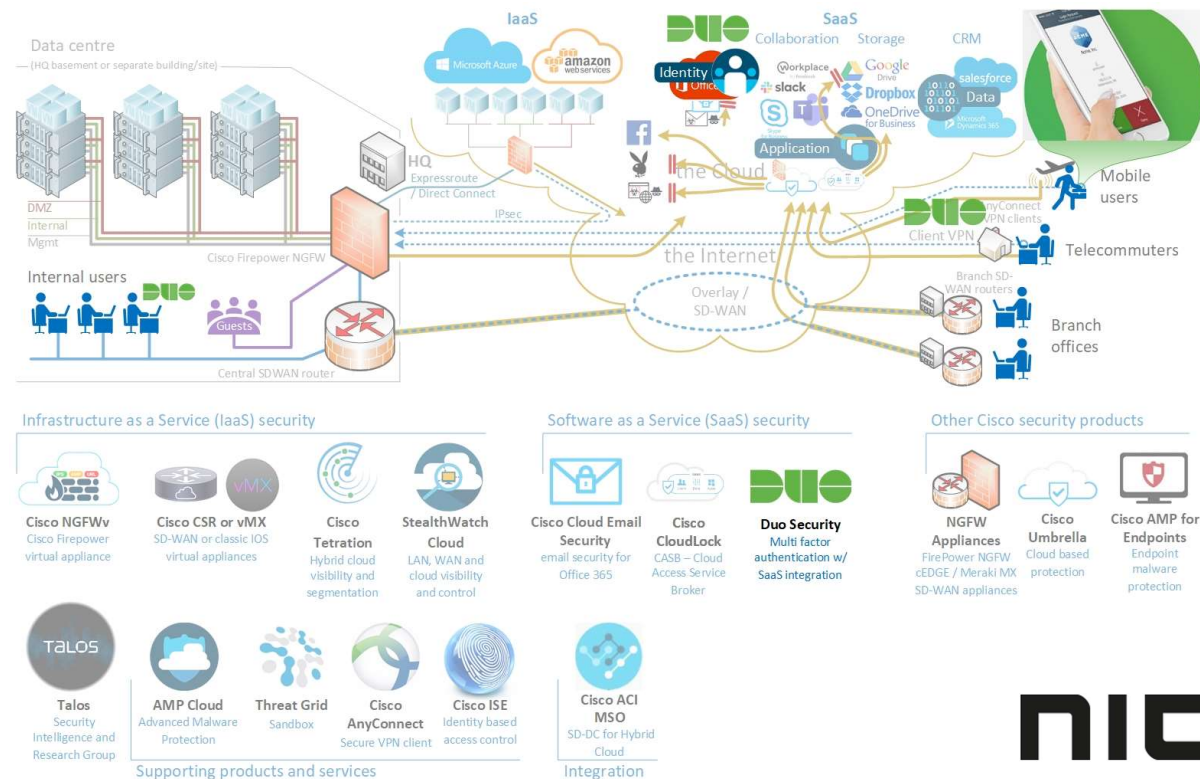 IaaS
SaaS
DUO
Collaboration
Storage
CRM
Data centre
(HQ basement or separate building/site)
Microsoft Azure
amazon
web services
Identity
Office
workplace
slack
Skype
for Business
Google
Drive
Dropbox
OneDrive
for Business
salesforce
Data
Microsoft
Dynamics 365
Application
HQ
Expressroute
/ Direct Connect
the Cloud
Mobile
users
AnyConnect
VPN clients
DUO
Client VPN
DMZ
Internal
Mgmt
IPsec
Cisco Firepower NGFW
the Internet
Telecommuters
Internal users
DUO
Guests
Overlay /
SD-WAN
Branch SD-
WAN routers
Branch
offices
Central SDWAN router
Infrastructure as a Service (IaaS) security
Software as a Service (SaaS) security
Other Cisco security products
vMX
DUO
Cisco NGFWv
Cisco Firepower
virtual appliance
Cisco CSR or vMX
SD-WAN or classic IOS
virtual appliances
Cisco
Tetration
Hybrid cloud
visibility and
segmentation
StealthWatch
Cloud
LAN, WAN and
cloud visibility
and control
Cisco Cloud Email
Security
email security for
Office 365
Cisco
CloudLock
CASB – Cloud
Access Service
Broker
Duo Security
Multi factor
authentication w/
SaaS integration
NGFW
Appliances
FirePower NGFW
cEDGE / Meraki MX
SD-WAN appliances
Cisco
Umbrella
Cloud based
protection
Cisco AMP for
Endpoints
Endpoint
malware
protection
TALOS
Talos
Security
Intelligence and
Research Group
AMP Cloud
Advanced Malware
Protection
Threat Grid
Sandbox
Cisco
AnyConnect
Secure VPN client
Cisco ISE
Identity based
access control
Cisco ACI
MSO
SD-DC for Hybrid
Cloud
Supporting products and services
Integration